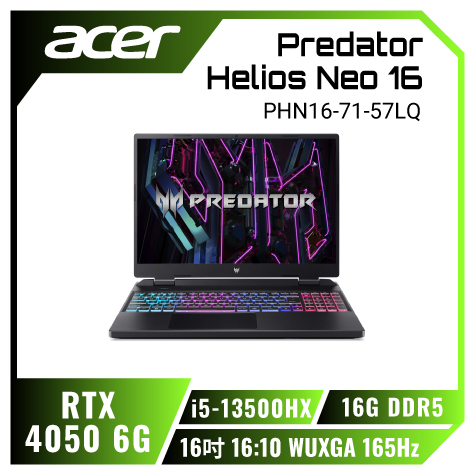 acer
Predator
Helios Neo 16
PHN16-71-57LQ
PREDATOR
RTX
4050 6G
i5-13500HX
16G DDR5
16吋 16:10 WUXGA 165Hz